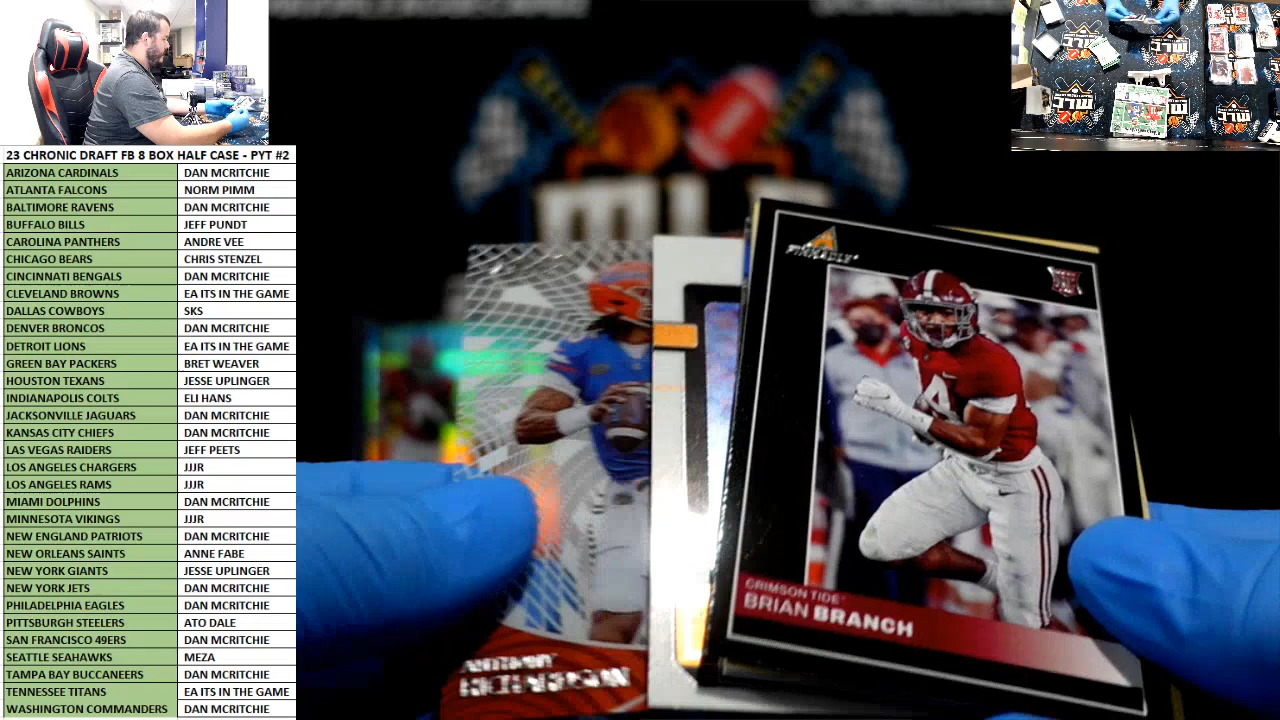 23 CHRONIC DRAFT FB 8 BOX HALF CASE - PYT #2
ARIZONA CARDINALS DAN MCRITCHIE
ATLANTA FALCONS NORM PIMM
BALTIMORE RAVENS DAN MCRITCHIE
BUFFALO BILLS JEFF PUNDT
CAROLINA PANTHERS ANDRE VEE
CHICAGO BEARS CHRIS STENZEL
CINCINNATI BENGALS DAN MCRITCHIE
CLEVELAND BROWNS EA ITS IN THE GAME
DALLAS COWBOYS SKS
DENVER BRONCOS DAN MCRITCHIE
DETROIT LIONS EA ITS IN THE GAME
GREEN BAY PACKERS BRET WEAVER
HOUSTON TEXANS JESSE UPLINGER
INDIANAPOLIS COLTS ELI HANS
JACKSONVILLE JAGUARS DAN MCRITCHIE
KANSAS CITY CHIEFS DAN MCRITCHIE
LAS VEGAS RAIDERS JEFF PEETS
LOS ANGELES CHARGERS JJJR
LOS ANGELES RAMS JJJR
MIAMI DOLPHINS DAN MCRITCHIE
MINNESOTA VIKINGS JJJR
NEW ENGLAND PATRIOTS DAN MCRITCHIE
NEW ORLEANS SAINTS ANNE FABE
NEW YORK GIANTS JESSE UPLINGER
NEW YORK JETS DAN MCRITCHIE
PHILADELPHIA EAGLES DAN MCRITCHIE
PITTSBURGH STEELERS ATO DALE
SAN FRANCISCO 49ERS DAN MCRITCHIE
SEATTLE SEAHAWKS MEZA
TAMPA BAY BUCCANEERS DAN MCRITCHIE
TENNESSEE TITANS EA ITS IN THE GAME
WASHINGTON COMMANDERS DAN MCRITCHIE
PINNACLE
CRIMSON TIDE
BRIAN BRANCH
ANTHONY
RICHARDSON